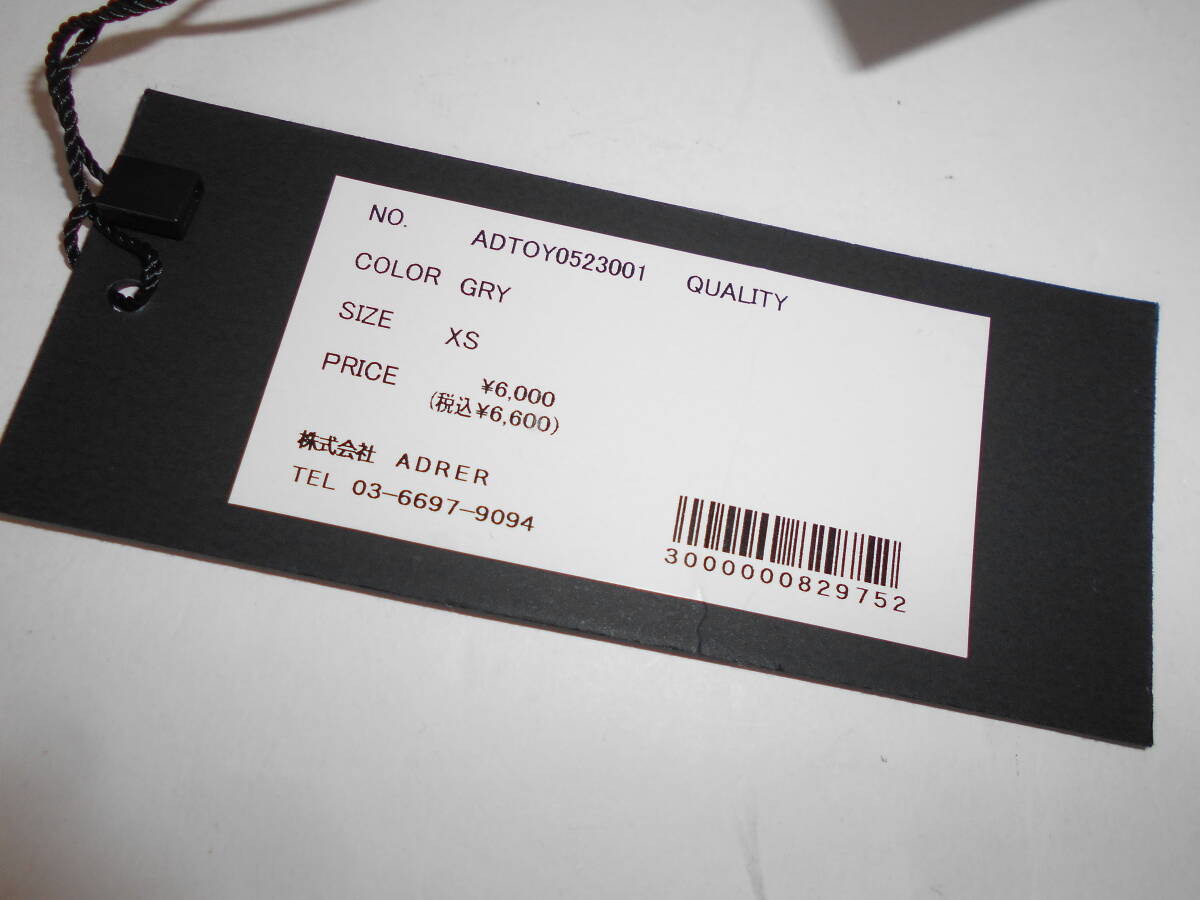 NO. ADTOY0523001 QUALITY
COLOR GRY
SIZE XS
PRICE ¥6,000
(税込¥6,600)
株式会社 ADRER
TEL 03-6697-9094
3000000829752